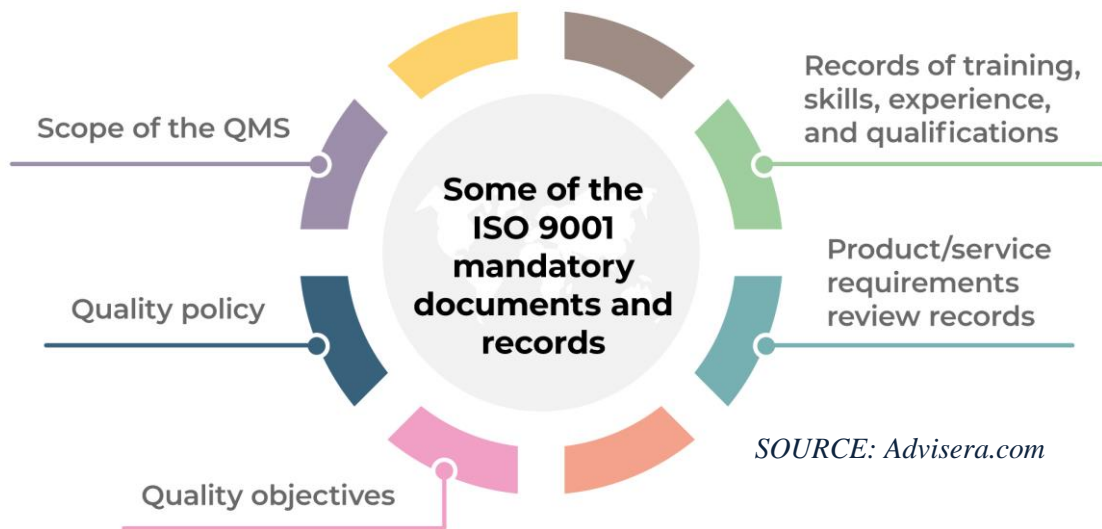 Some of the
ISO 9001
mandatory
documents and
records
Scope of the QMS
Quality policy
Quality objectives
Records of training,
skills, experience,
and qualifications
Product/service
requirements
review records
SOURCE: Advisera.com